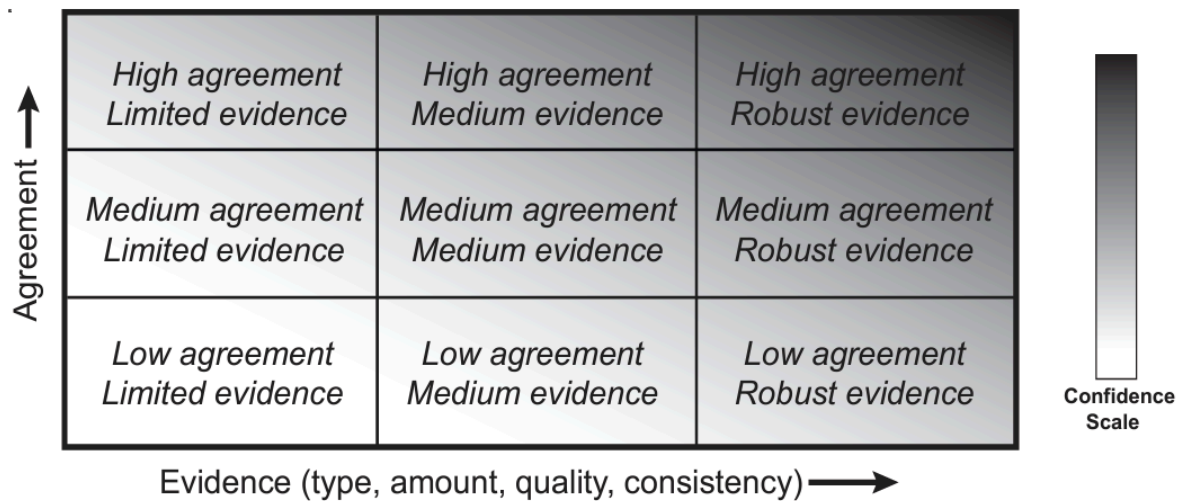 High agreement
Limited evidence
High agreement
Medium evidence
High agreement
Robust evidence
Medium agreement
Limited evidence
Medium agreement
Medium evidence
Medium agreement
Robust evidence
Low agreement
Limited evidence
Low agreement
Medium evidence
Low agreement
Robust evidence
Agreement
Evidence (type, amount, quality, consistency)
Confidence
Scale